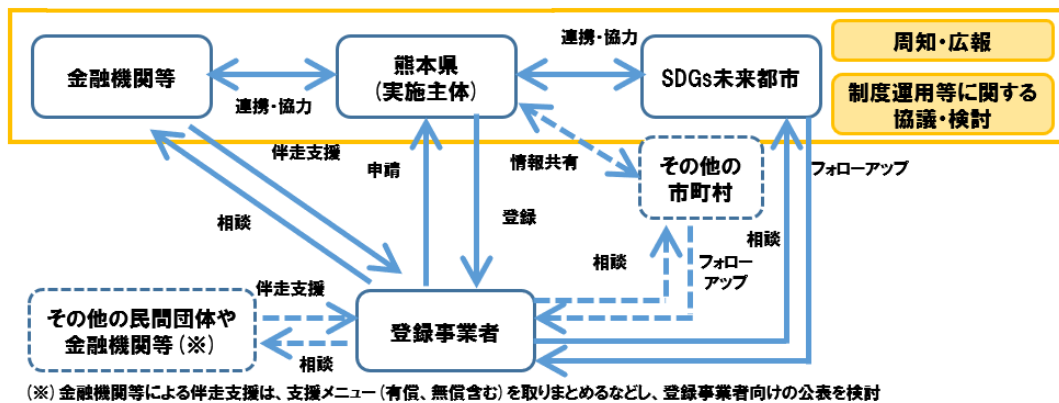 連携・協力
周知・広報
金融機関等
熊本県
(実施主体)
SDGs未来都市
連携・協力
制度運用等に関する
協議・検討
伴走支援
申請
情報共有
その他の
市町村
フォローアップ
相談
登録
相談
相談
フォロー
アップ
伴走支援
その他の民間団体や
金融機関等(※)
登録事業者
相談
(※)金融機関等による伴走支援は、支援メニュー(有償、無償含む)を取りまとめるなどし、登録事業者向けの公表を検討